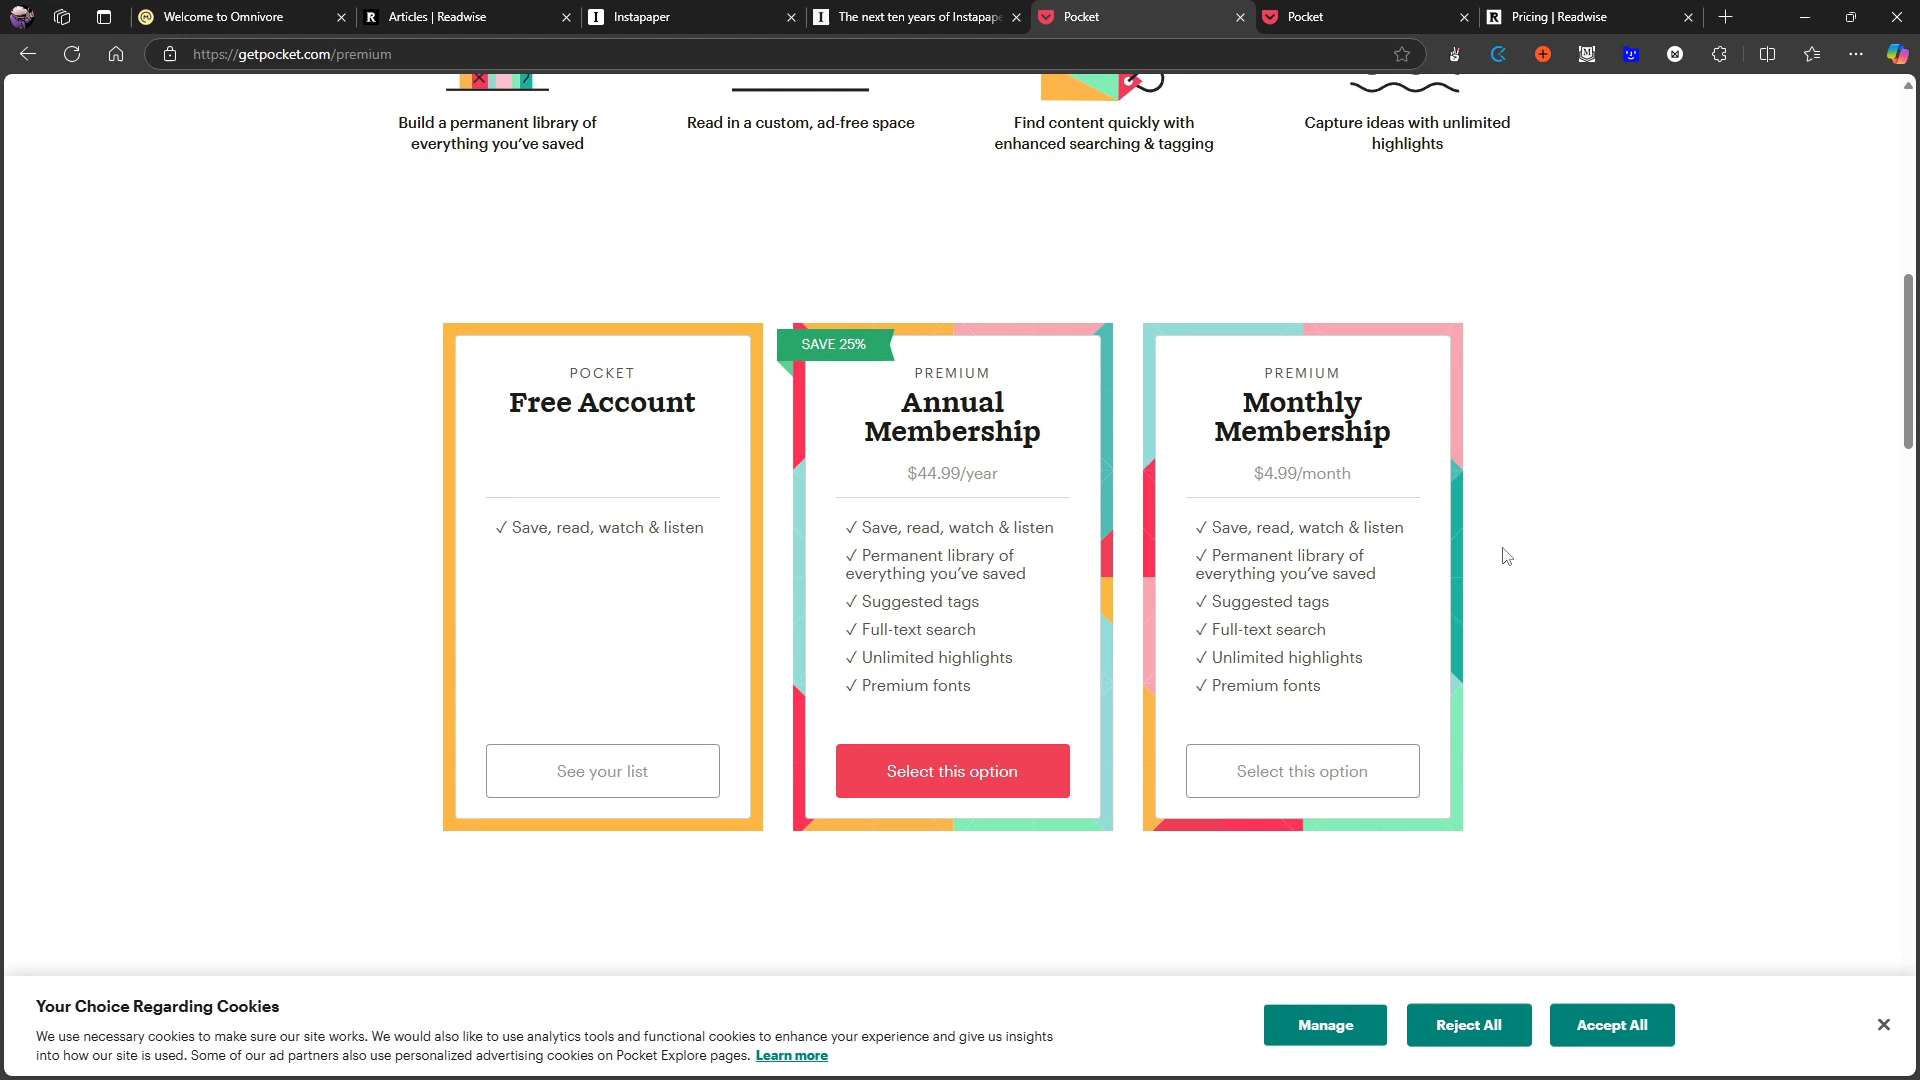 Welcome to Omnivore
Articles | Readwise
Instapaper
The next ten years of Instapape
Pocket
Pocket
Pricing | Readwise
https://getpocket.com/premium
Build a permanent library of
everything you've saved
Read in a custom, ad-free space
Find content quickly with
enhanced searching & tagging
Capture ideas with unlimited
highlights
POCKET
Free Account
✓ Save, read, watch & listen
See your list
SAVE 25%
PREMIUM
Annual
Membership
$44.99/year
✓ Save, read, watch & listen
✓ Permanent library of
everything you've saved
✓ Suggested tags
✓ Full-text search
✓ Unlimited highlights
✓ Premium fonts
Select this option
PREMIUM
Monthly
Membership
$4.99/month
✓ Save, read, watch & listen
✓ Permanent library of
everything you've saved
✓ Suggested tags
✓ Full-text search
✓ Unlimited highlights
✓ Premium fonts
Select this option
Your Choice Regarding Cookies
We use necessary cookies to make sure our site works. We would also like to use analytics tools and functional cookies to enhance your experience and give us insights
into how our site is used. Some of our ad partners also use personalized advertising cookies on Pocket Explore pages. Learn more
Manage
Reject All
Accept All